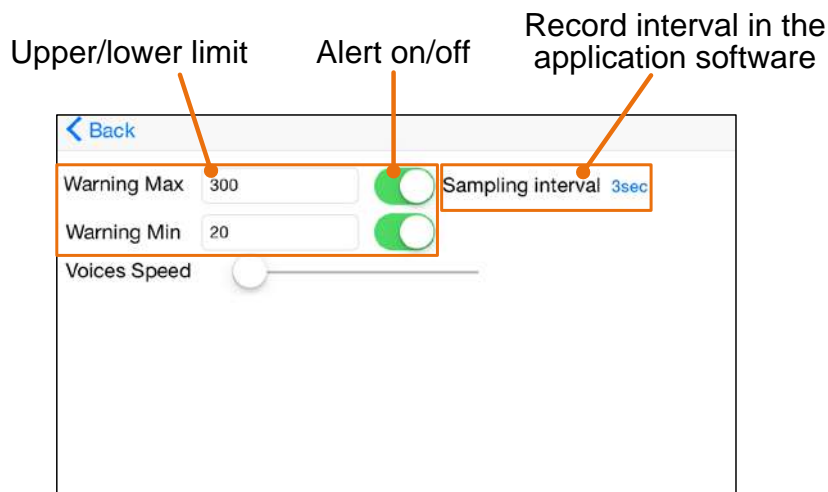 Record interval in the
Upper/lower limit Alert on/off application software
Back
Warning Max 300 Sampling interval 3sec
Warning Min 20
Voices Speed